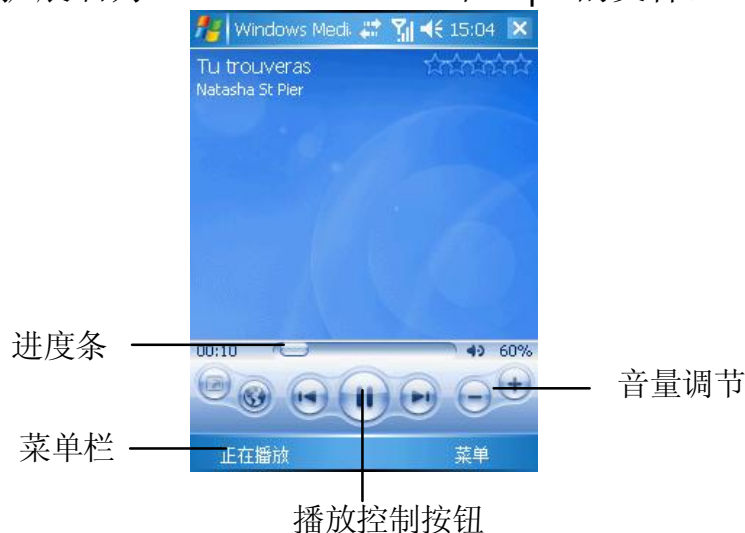 Windows Medi 15:04
Tu trouveras
Natasha St Pier
进度条
00:10 60%
音量调节
菜单栏
正在播放 菜单
播放控制按钮